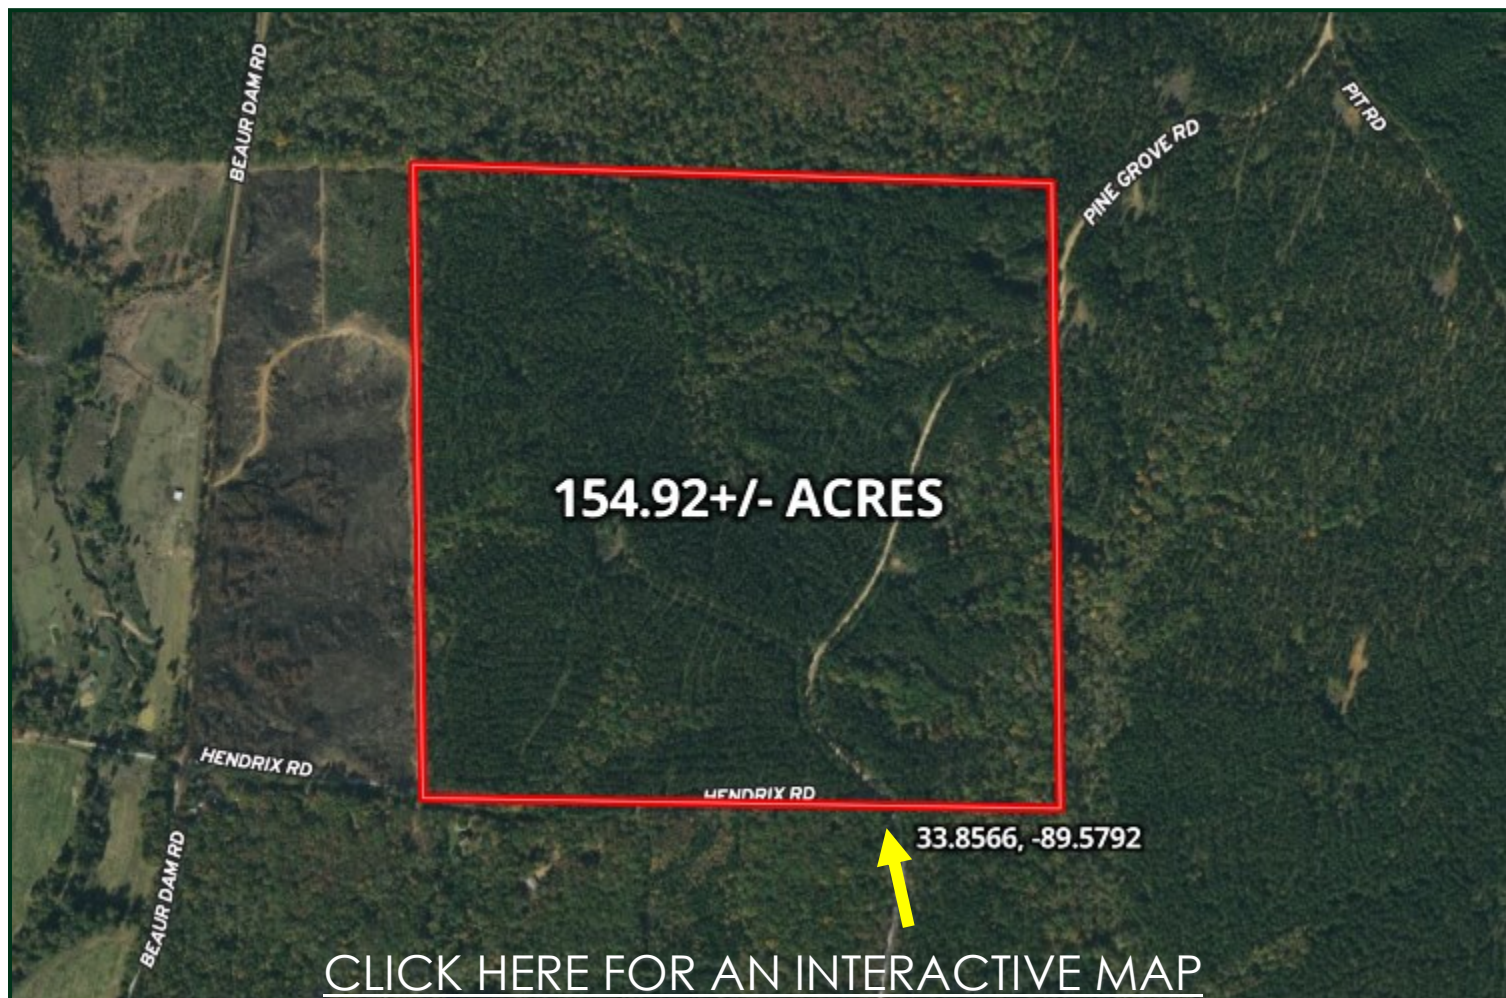 BEAUR DAM RD
PIT RD
PINE GROVE RD
154.92+/- ACRES
HENDRIX RD
HENDRIX RD
33.8566, -89.5792
BEAUR DAM RD
CLICK HERE FOR AN INTERACTIVE MAP